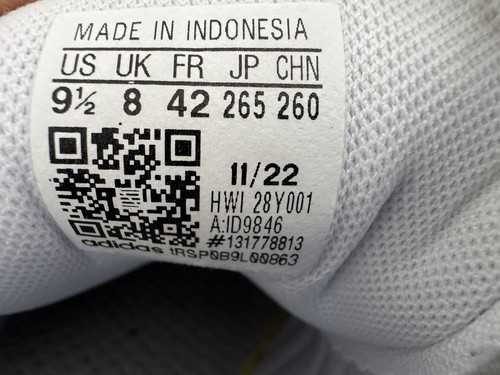 MADE IN INDONESIA
US UK FR JP CHN
9½ 8 42 265 260
11/22
HWI 28Y001
A:ID9846
#131778813
adidas tRSP0B9L00863